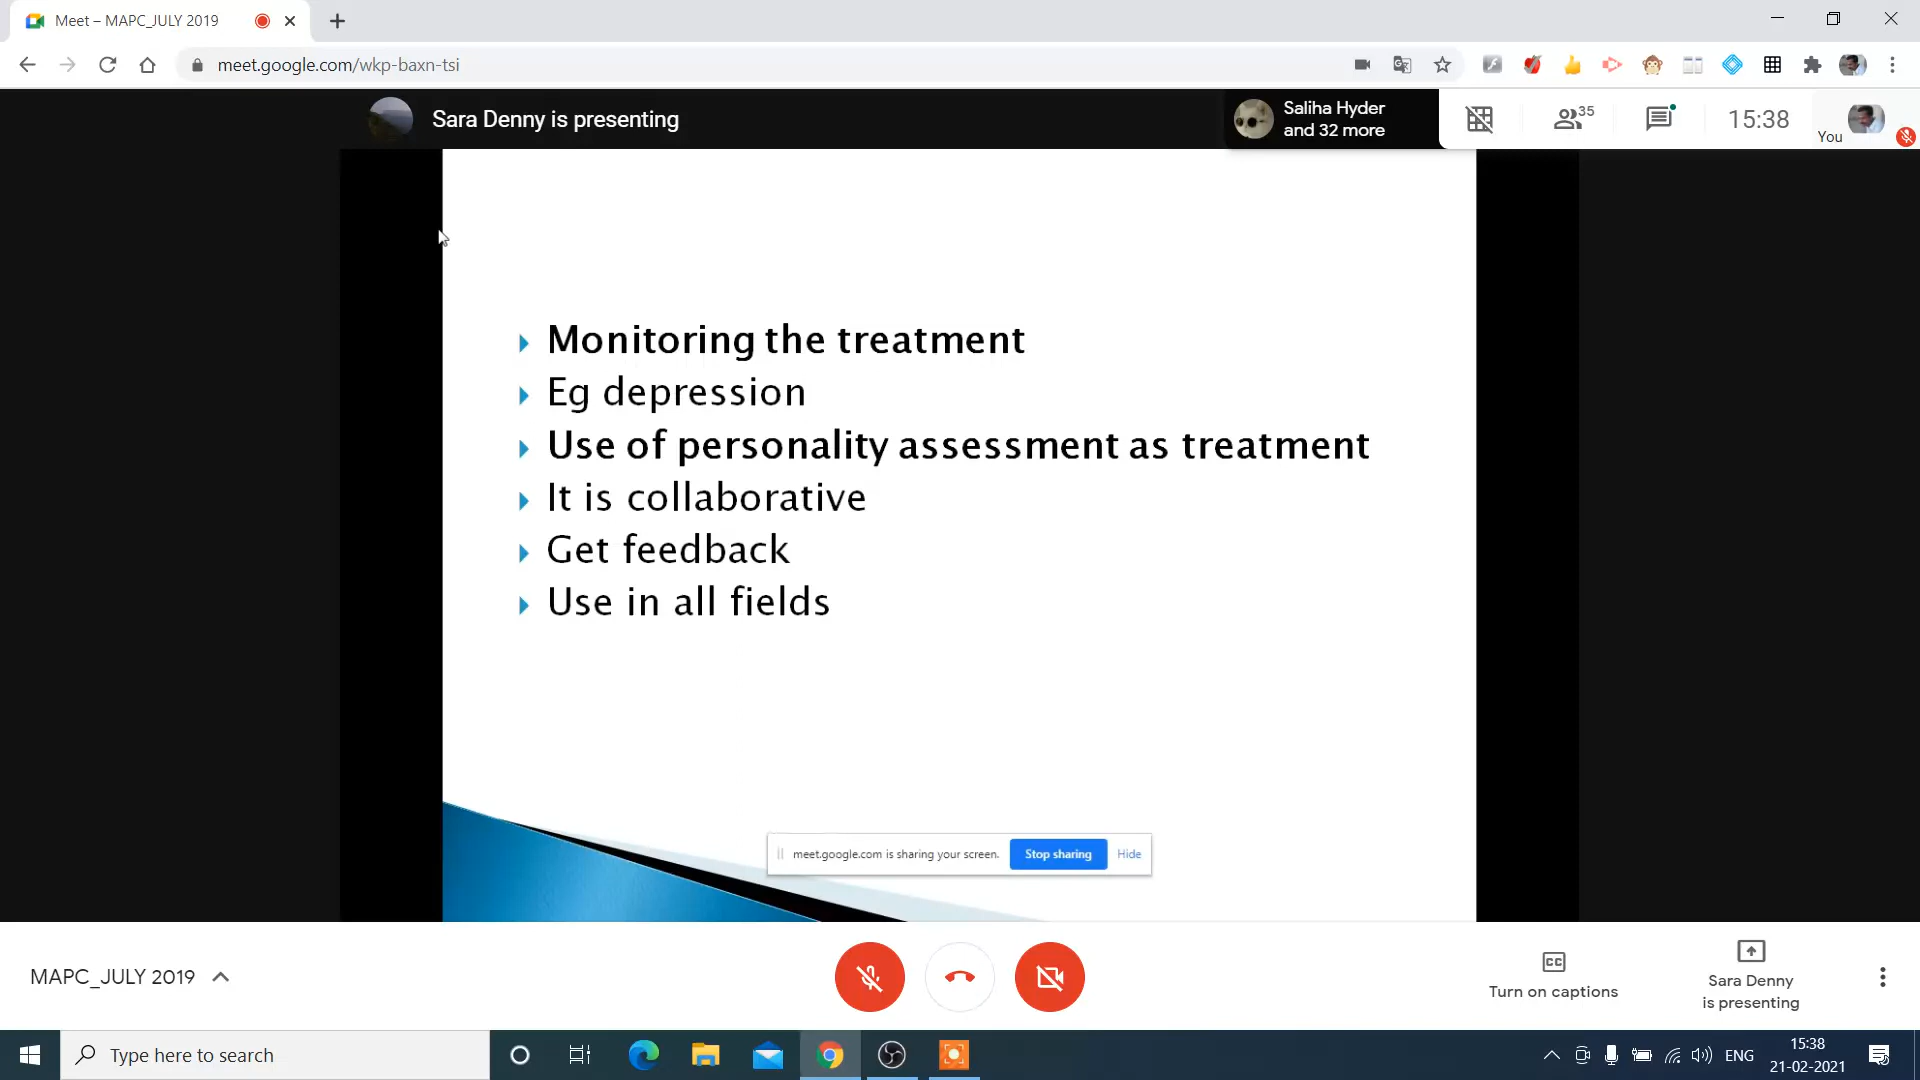 Meet – MAPC_JULY 2019
meet.google.com/wkp-baxn-tsi
Sara Denny is presenting
Saliha Hyder
and 32 more
35
15:38
You
Monitoring the treatment
Eg depression
Use of personality assessment as treatment
It is collaborative
Get feedback
Use in all fields
meet.google.com is sharing your screen.
Stop sharing
Hide
MAPC_JULY 2019
CC
Turn on captions
Sara Denny
is presenting
Type here to search
ENG
15:38
21-02-2021